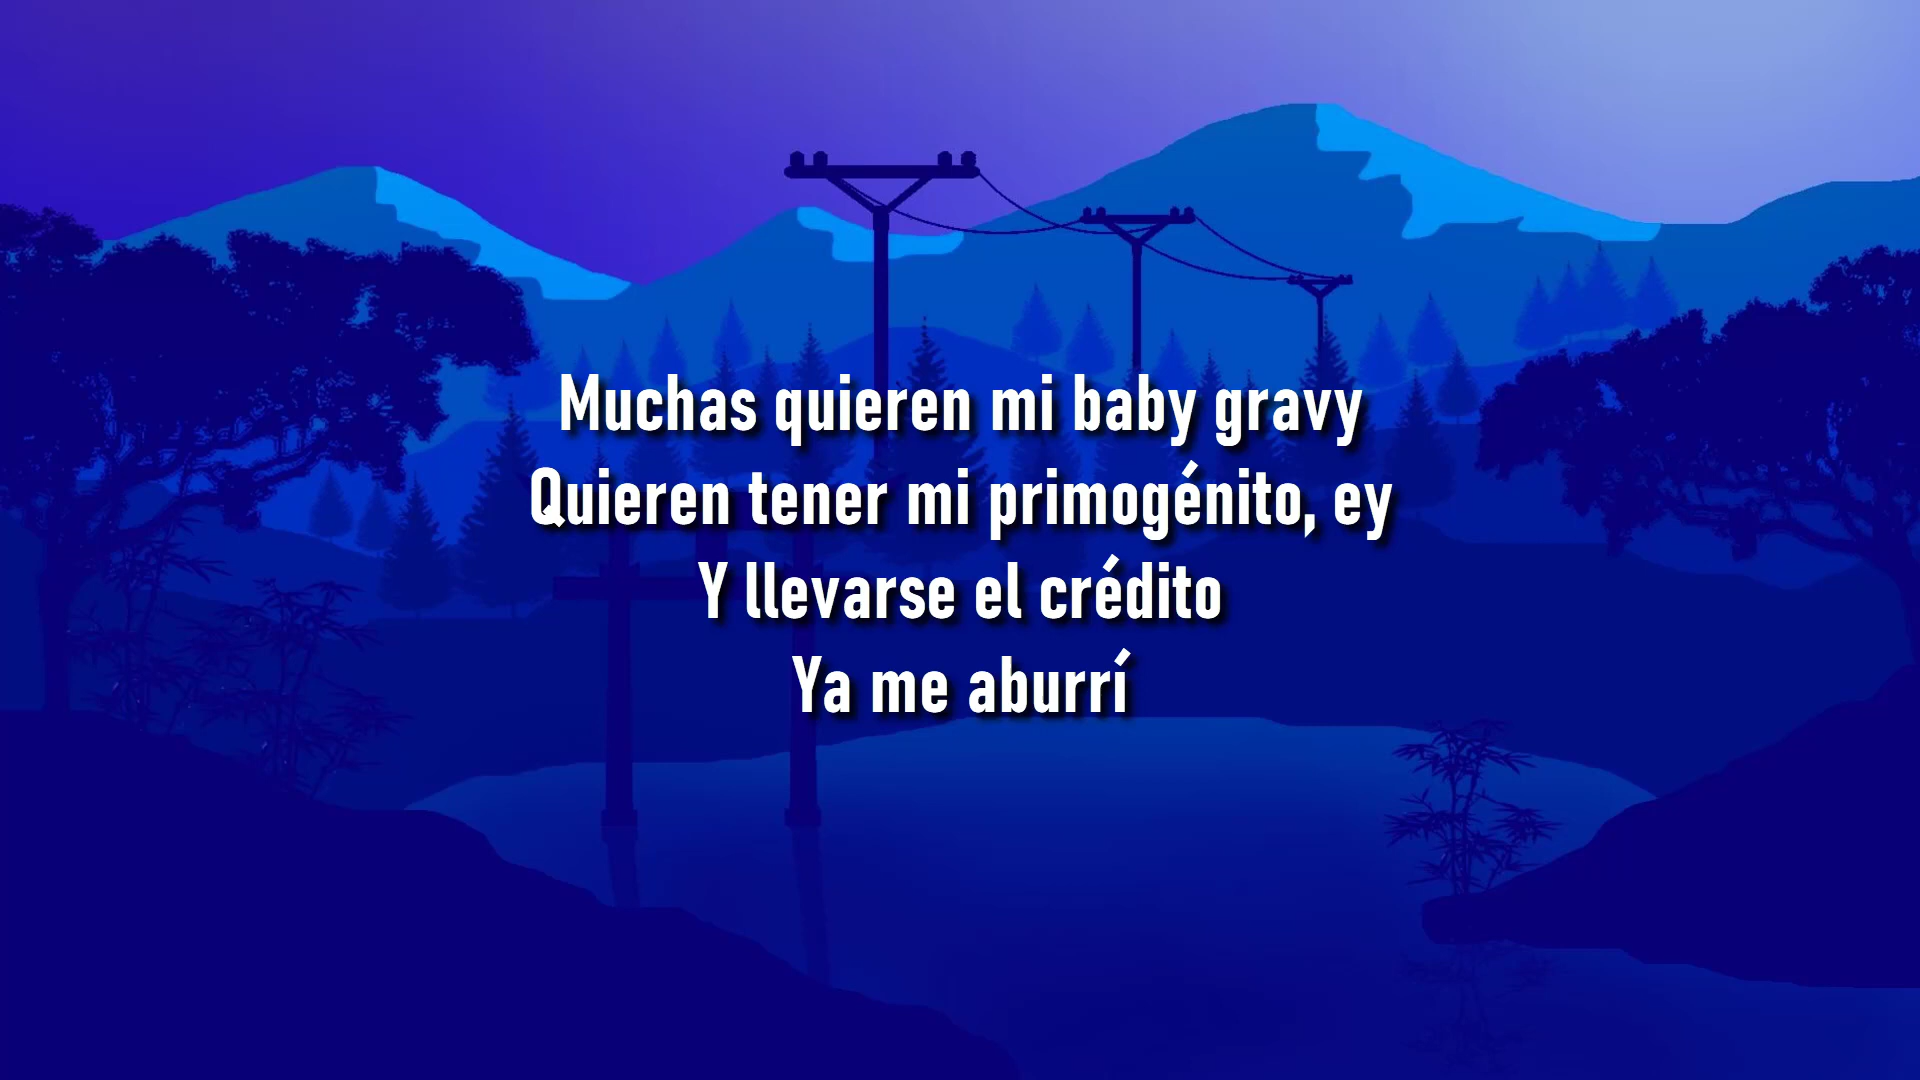 Muchas quieren mi baby gravy
Quieren tener mi primogénito, ey
Y llevarse el crédito
Ya me aburrí